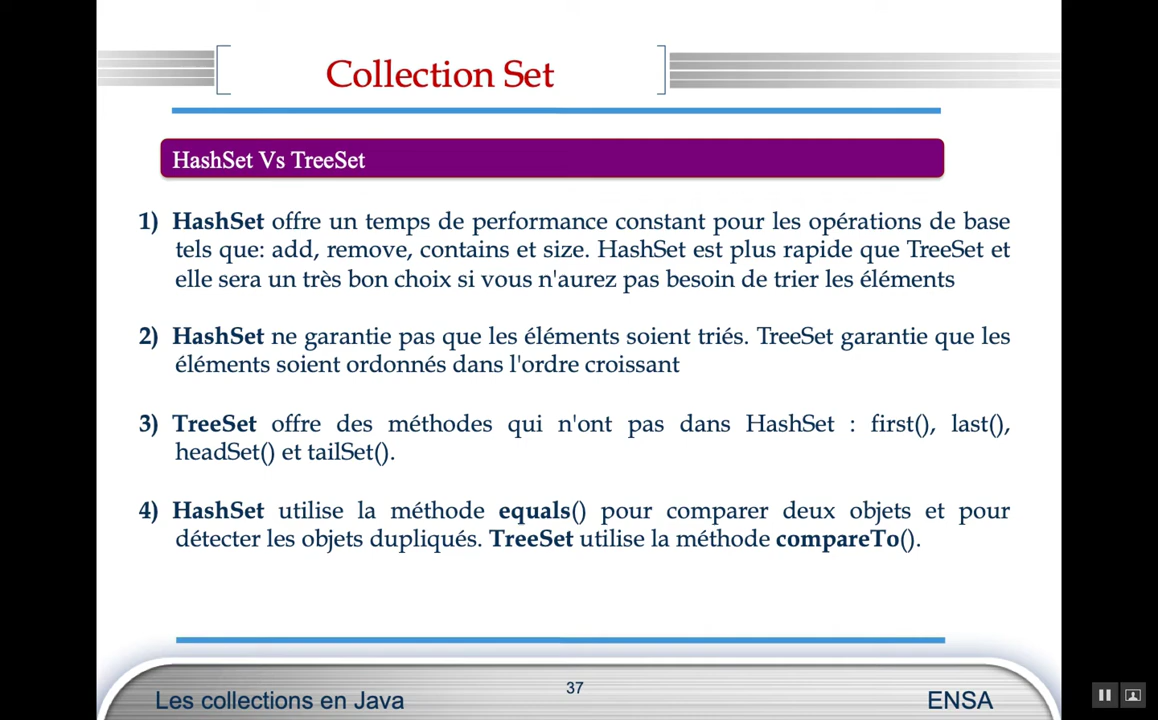 Collection Set
HashSet Vs TreeSet
1) HashSet offre un temps de performance constant pour les opérations de base
tels que: add, remove, contains et size. HashSet est plus rapide que TreeSet et
elle sera un très bon choix si vous n'aurez pas besoin de trier les éléments
2) HashSet ne garantie pas que les éléments soient triés. TreeSet garantie que les
éléments soient ordonnés dans l'ordre croissant
3) TreeSet offre des méthodes qui n'ont pas dans HashSet : first(), last(),
headSet() et tailSet().
4) HashSet utilise la méthode equals() pour comparer deux objets et pour
détecter les objets dupliqués. TreeSet utilise la méthode compareTo().
Les collections en Java
37
ENSA